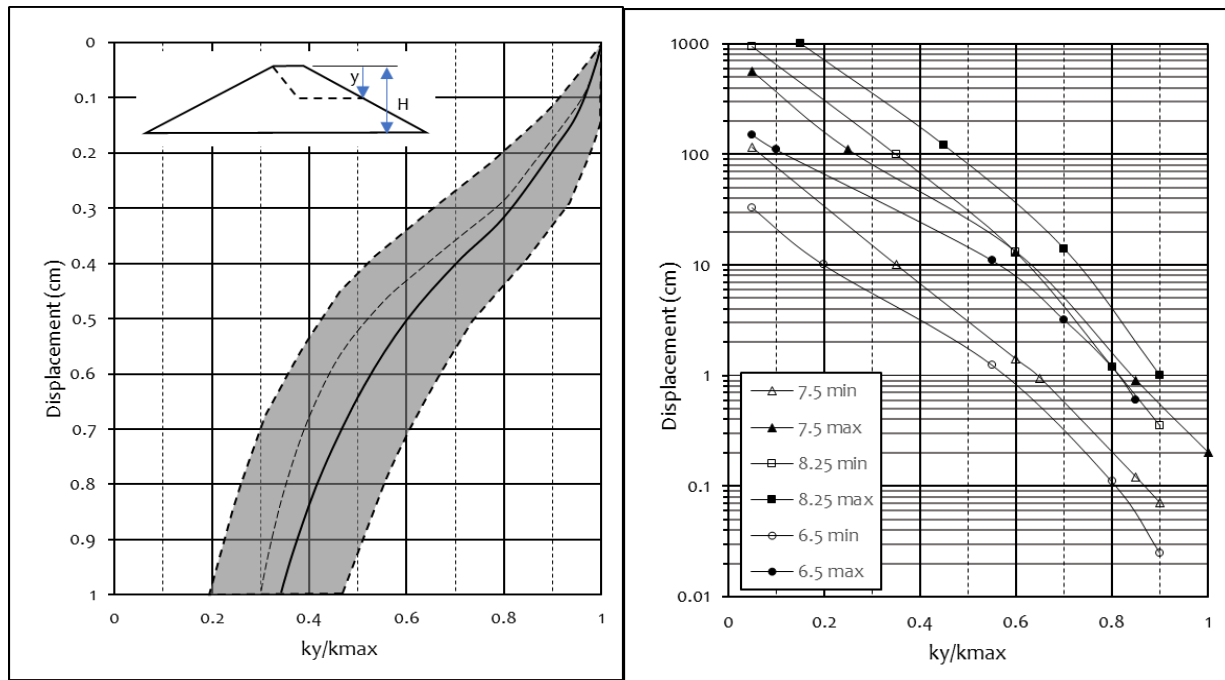 0
0.1
0.2
0.3
0.4
0.5
0.6
0.7
0.8
0.9
1
Displacement (cm)
y
H
0 0.2 0.4 0.6 0.8 1
ky/kmax
1000
100
10
1
0.1
0.01
Displacement (cm)
7.5 min
7.5 max
8.25 min
8.25 max
6.5 min
6.5 max
0 0.2 0.4 0.6 0.8 1
ky/kmax